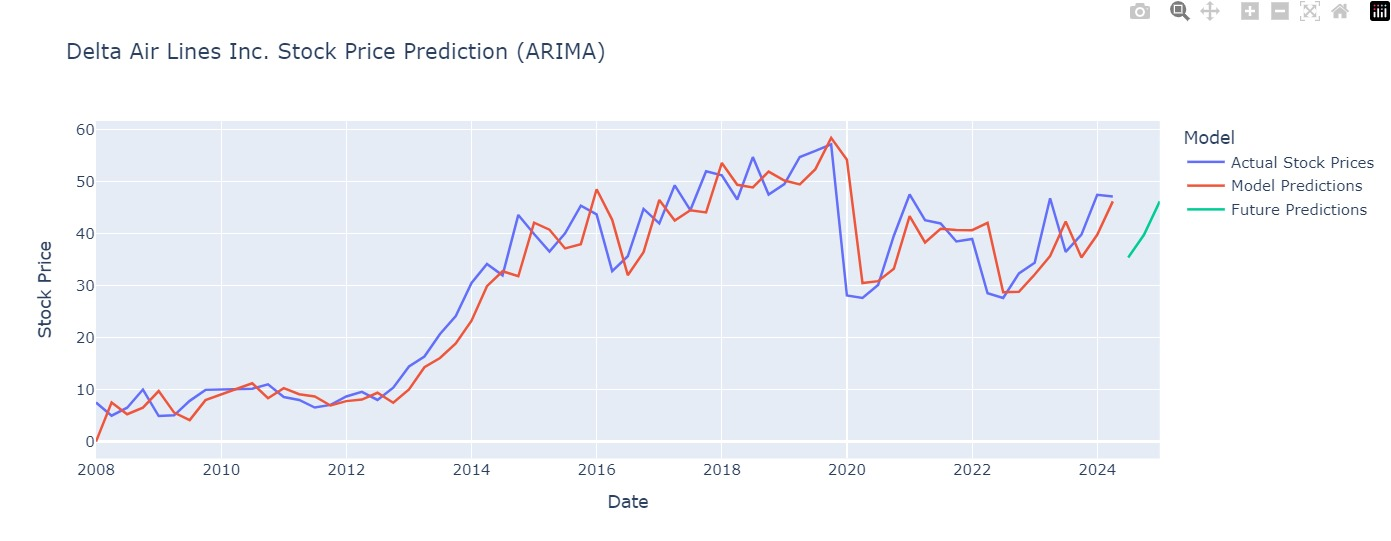 Delta Air Lines Inc. Stock Price Prediction (ARIMA)
Model
Actual Stock Prices
Model Predictions
Future Predictions
Stock Price
60
50
40
30
20
10
0
2008 2010 2012 2014 2016 2018 2020 2022 2024
Date